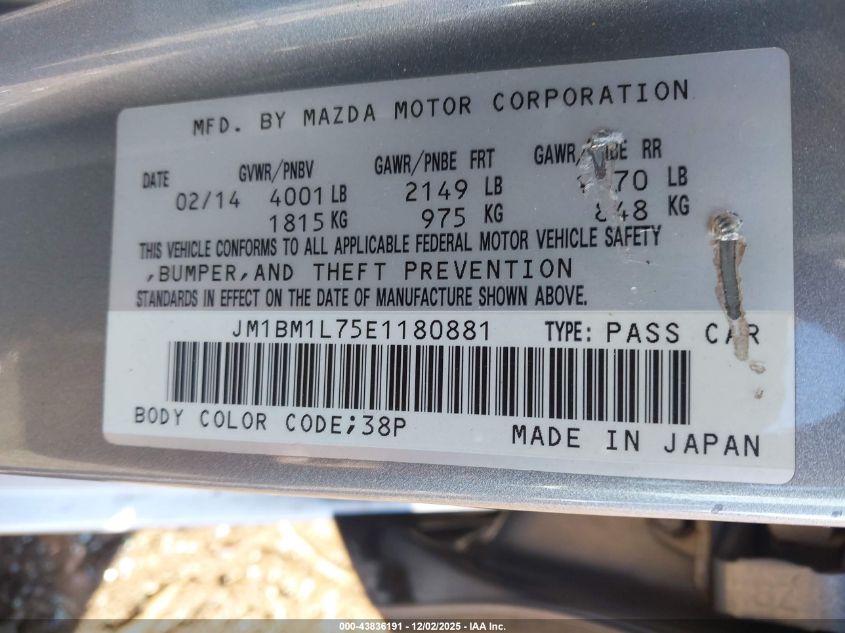 MFD. BY MAZDA MOTOR CORPORATION
DATE GVWR/PNBV GAWR/PNBE FRT GAWR/PNBE RR
02/14 4001 LB 2149 LB LB
1815 KG 975 KG 848 KG
THIS VEHICLE CONFORMS TO ALL APPLICABLE FEDERAL MOTOR VEHICLE SAFETY
,BUMPER,AND THEFT PREVENTION
STANDARDS IN EFFECT ON THE DATE OF MANUFACTURE SHOWN ABOVE.
JM1BM1L75E1180881 TYPE: PASS CAR
BODY COLOR CODE;38P
MADE IN JAPAN
000-43836191 - 12/02/2025 - IAA Inc.